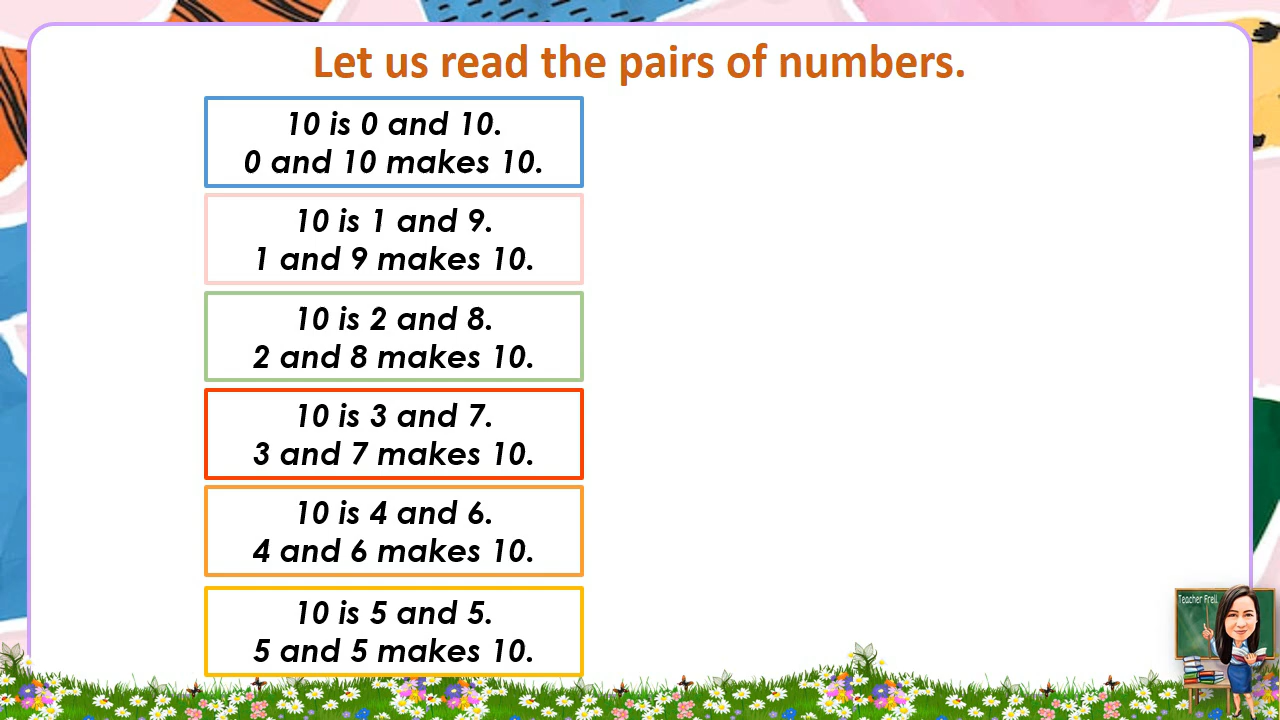 Let us read the pairs of numbers.
10 is 0 and 10.
0 and 10 makes 10.
10 is 1 and 9.
1 and 9 makes 10.
10 is 2 and 8.
2 and 8 makes 10.
10 is 3 and 7.
3 and 7 makes 10.
10 is 4 and 6.
4 and 6 makes 10.
10 is 5 and 5.
5 and 5 makes 10.
Teacher Frell